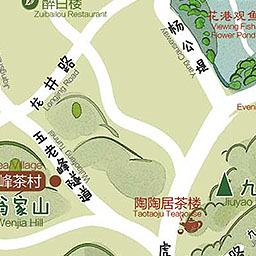 醉白楼
Zuibailou Restaurant
花港观鱼
Viewing Fish
Flower Pond
杨公堤
Yang Causeway
龙井路
Longjing Road
五老峰隧道
Wulaofeng Tunnel
Tea Village
峰茶村
翁家山
Wenjia Hill
陶陶居茶楼
Taotaoju Teahouse
九
Jiuyao
虎
Eveni